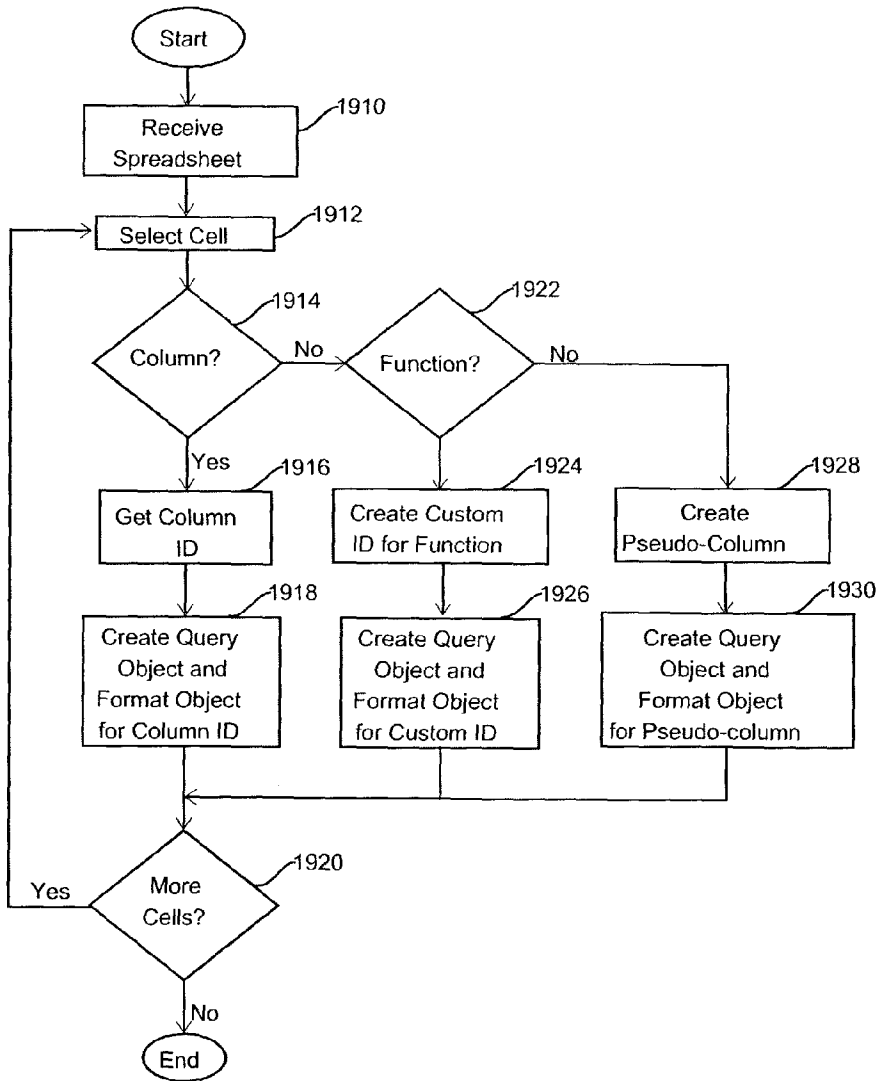 Start
1910
Receive
Spreadsheet
1912
Select Cell
1914
Column?
No
1922
Function?
No
Yes
1916
Get Column
ID
1924
Create Custom
ID for Function
1928
Create
Pseudo-Column
1918
Create Query
Object and
Format Object
for Column ID
1926
Create Query
Object and
Format Object
for Custom ID
1930
Create Query
Object and
Format Object
for Pseudo-column
1920
More
Cells?
Yes
No
End